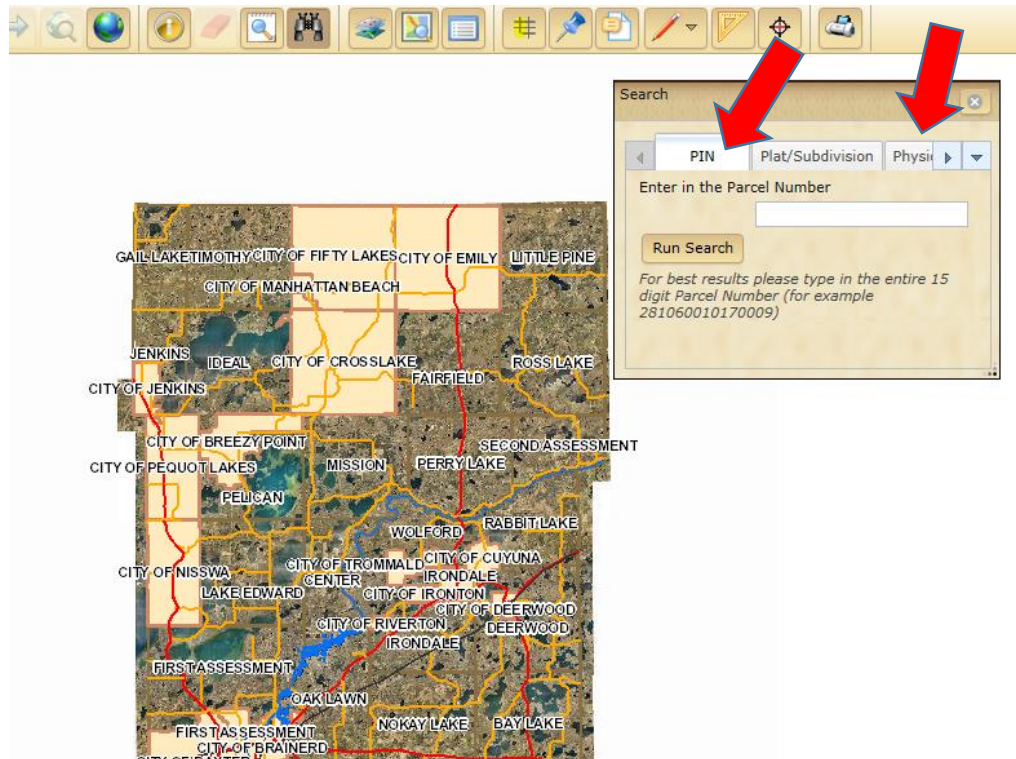 Search
PIN Plat/Subdivision Physi
Enter in the Parcel Number
Run Search
For best results please type in the entire 15
digit Parcel Number (for example
281060010170009)
GAIL LAKE TIMOTHY CITY OF FIFTY LAKES CITY OF EMILY LITTLE PINE
CITY OF MANHATTAN BEACH
JENKINS IDEAL CITY OF CROSSLAKE ROSS LAKE
FAIRFIELD
CITY OF JENKINS
CITY OF BREEZY POINT SECOND ASSESSMENT
CITY OF PEQUOT LAKES MISSION PERRY LAKE
PELICAN
WOLFORD RABBIT LAKE
CITY OF TROMMALD CITY OF CUYUNA
CITY OF NISSWA CENTER IRONDALE
LAKE EDWARD CITY OF IRONTON
CITY OF DEERWOOD
CITY OF RIVERTON DEERWOOD
IRONDALE
FIRST ASSESSMENT
OAK LAWN
NOKAY LAKE BAY LAKE
FIRST ASSESSMENT
CITY OF BRAINERD